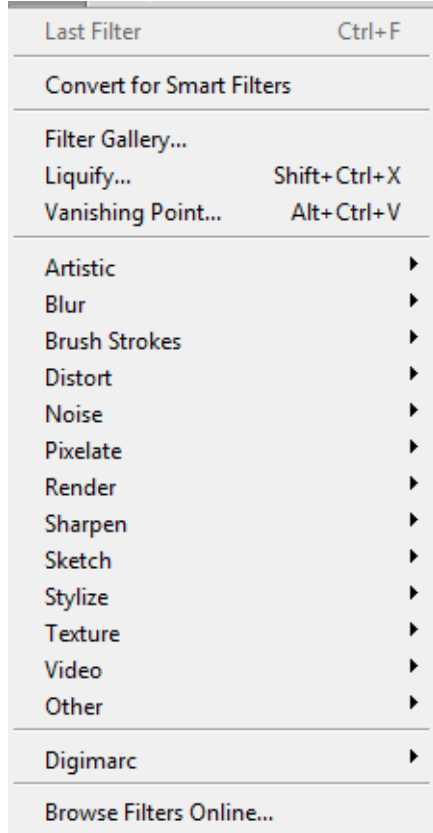 Last Filter Ctrl+F
Convert for Smart Filters
Filter Gallery...
Liquify... Shift+Ctrl+X
Vanishing Point... Alt+Ctrl+V
Artistic
Blur
Brush Strokes
Distort
Noise
Pixelate
Render
Sharpen
Sketch
Stylize
Texture
Video
Other
Digimarc
Browse Filters Online...